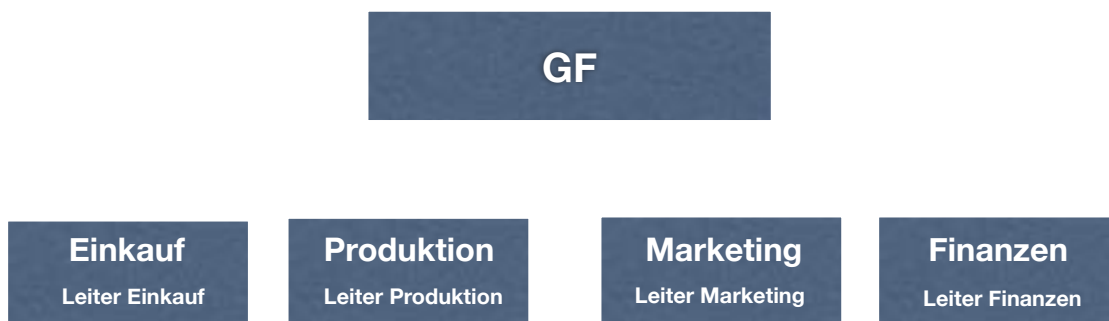 GF
Einkauf
Leiter Einkauf
Produktion
Leiter Produktion
Marketing
Leiter Marketing
Finanzen
Leiter Finanzen